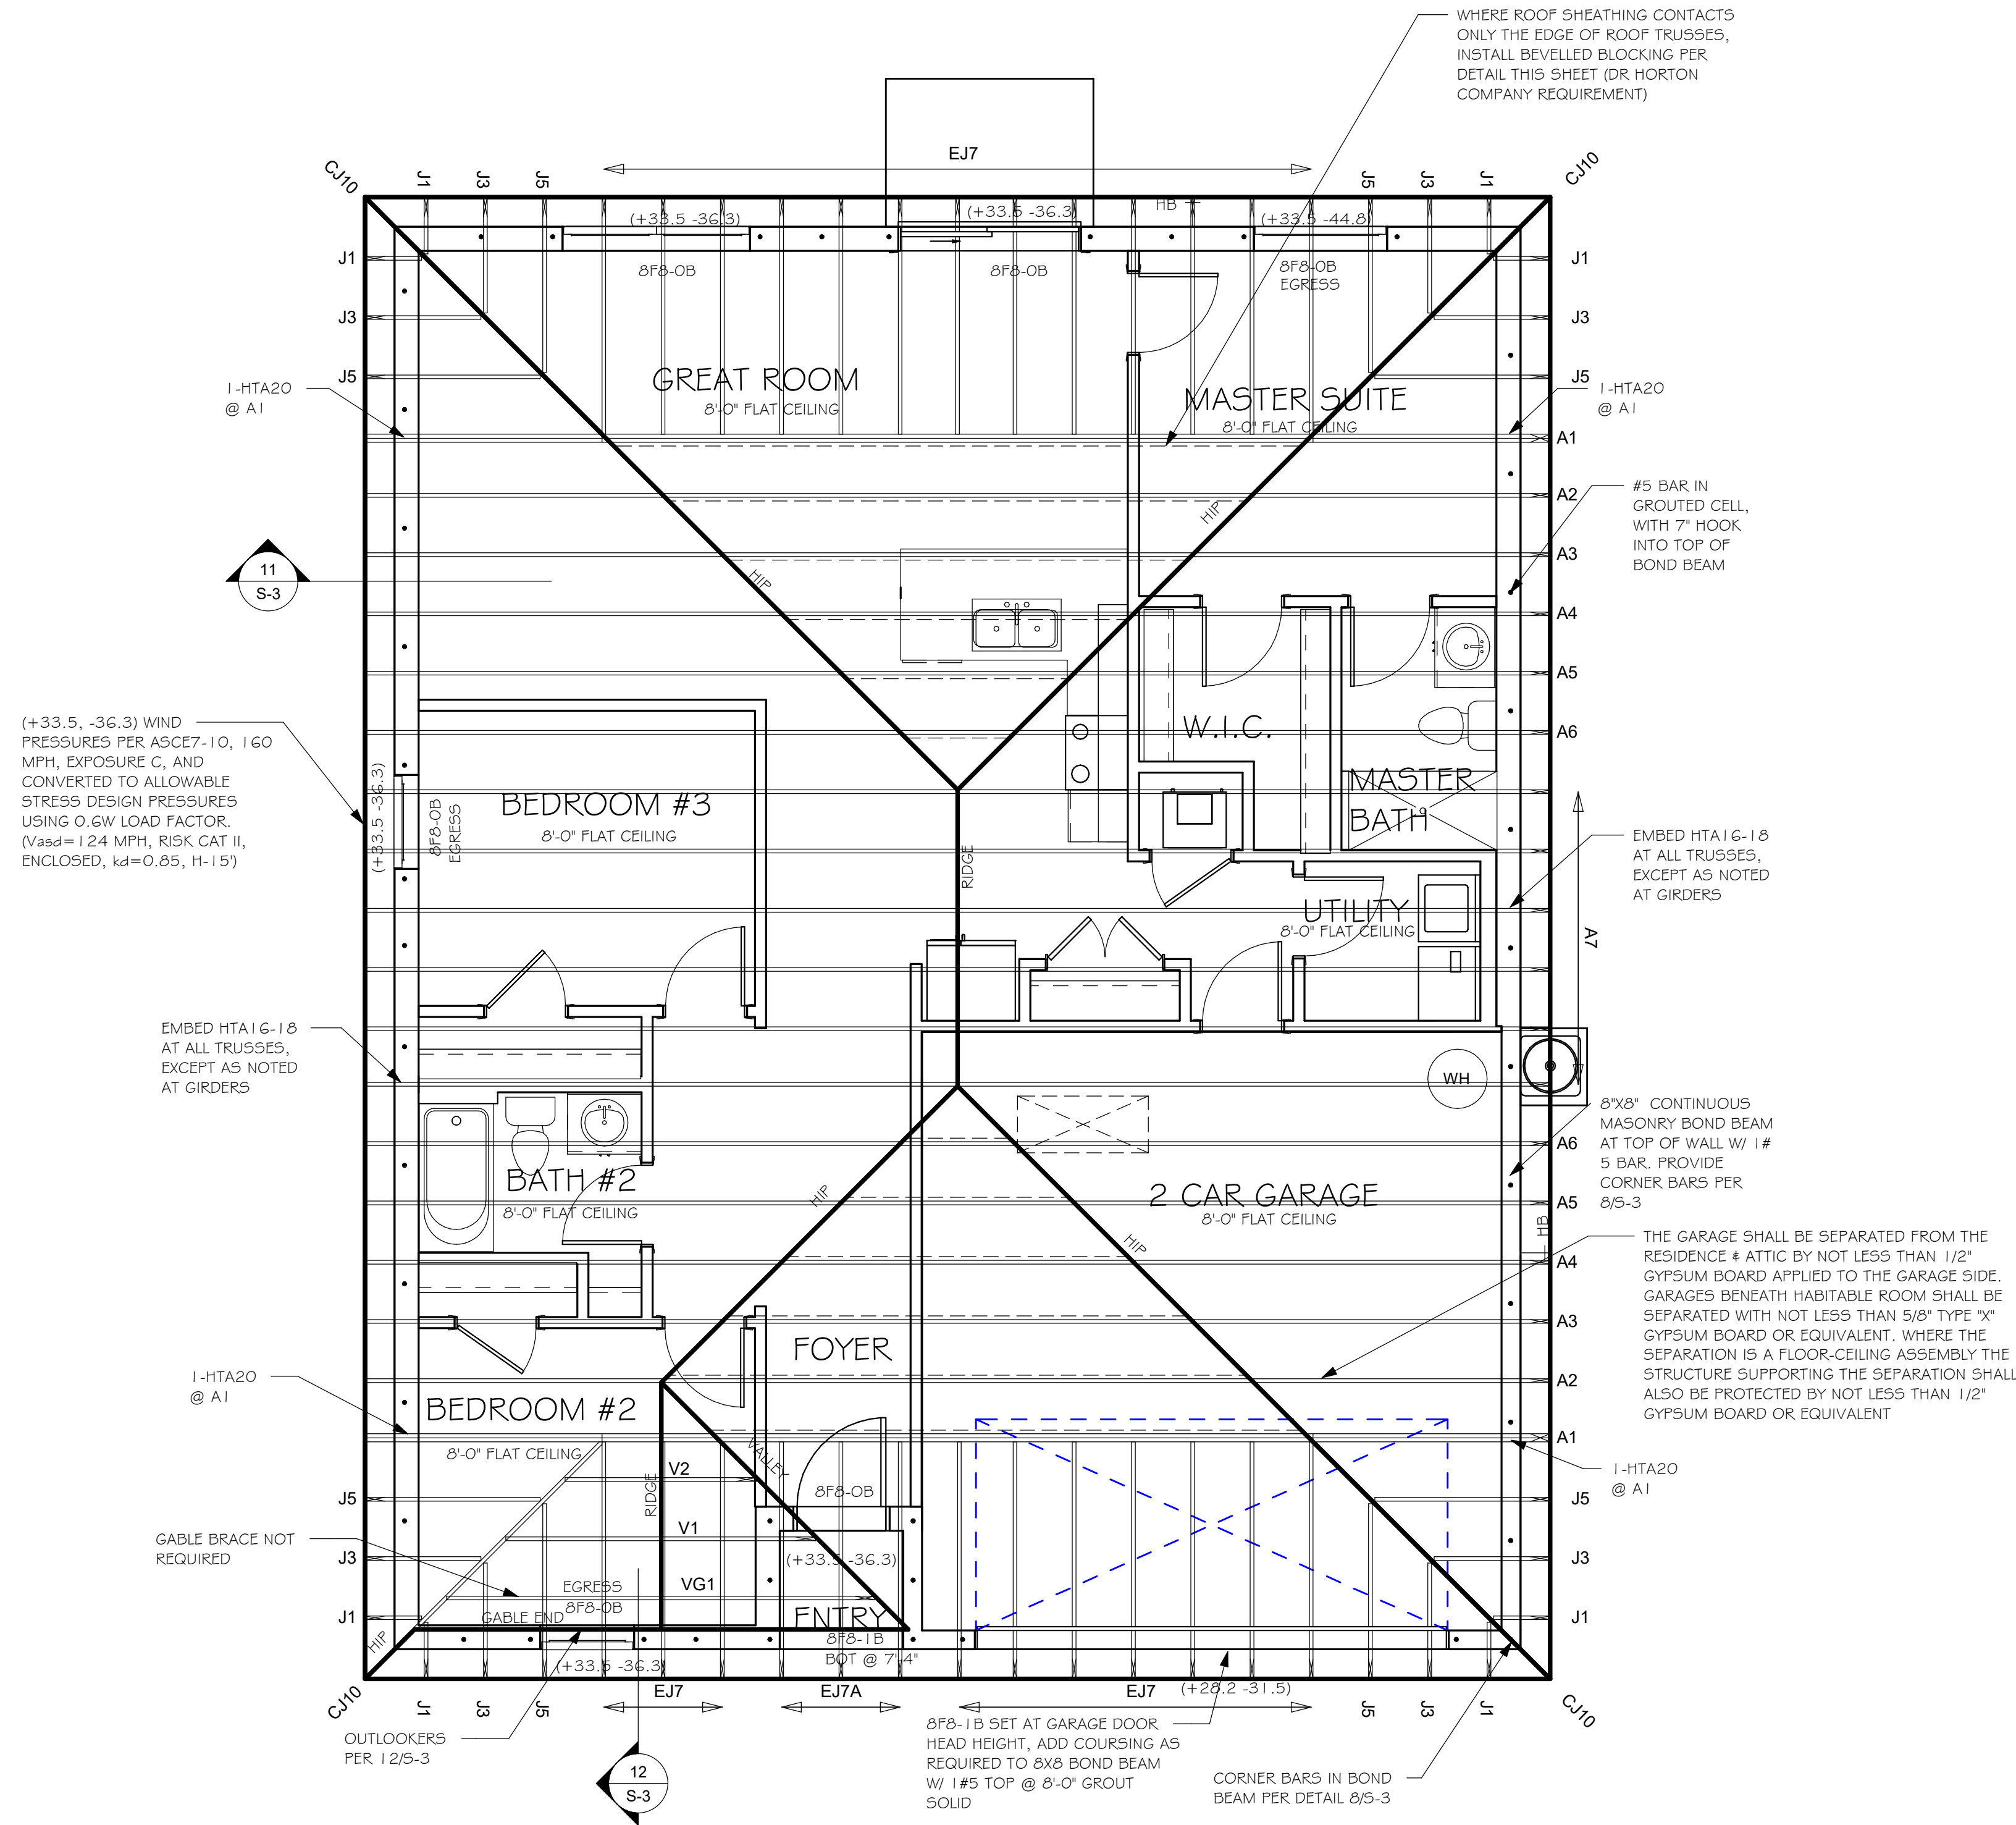 WHERE ROOF SHEATHING CONTACTS
ONLY THE EDGE OF ROOF TRUSSES,
INSTALL BEVELLED BLOCKING PER
DETAIL THIS SHEET (DR HORTON
COMPANY REQUIREMENT)
EJ7
CJ10
J1
J3
J5
J5
J3
J1
CJ10
(+33.5 -36.3)
(+33.5 -36.3)
HB
(+33.5 -44.8)
8F8-0B
8F8-0B
8F8-0B
EGRESS
J1
J3
J5
J1
J3
J5
1-HTA20
@ A1
GREAT ROOM
8'-0" FLAT CEILING
MASTER SUITE
8'-0" FLAT CEILING
1-HTA20
@ A1
A1
A2
A3
A4
A5
A6
#5 BAR IN
GROUTED CELL,
WITH 7" HOOK
INTO TOP OF
BOND BEAM
HIP
HIP
11
S-3
(+33.5, -36.3) WIND
PRESSURES PER ASCE7-10, 160
MPH, EXPOSURE C, AND
CONVERTED TO ALLOWABLE
STRESS DESIGN PRESSURES
USING 0.6W LOAD FACTOR.
(Vasd=124 MPH, RISK CAT II,
ENCLOSED, kd=0.85, H-15')
(+33.5 -36.3)
8F8-0B
EGRESS
BEDROOM #3
8'-0" FLAT CEILING
W.I.C.
MASTER
BATH
RIDGE
EMBED HTA16-18
AT ALL TRUSSES,
EXCEPT AS NOTED
AT GIRDERS
UTILITY
8'-0" FLAT CEILING
A7
EMBED HTA16-18
AT ALL TRUSSES,
EXCEPT AS NOTED
AT GIRDERS
WH
8"X8" CONTINUOUS
MASONRY BOND BEAM
AT TOP OF WALL W/ 1#
5 BAR. PROVIDE
CORNER BARS PER
8/S-3
BATH #2
8'-0" FLAT CEILING
HIP
2 CAR GARAGE
8'-0" FLAT CEILING
HIP
HB
A6
A5
A4
A3
A2
A1
THE GARAGE SHALL BE SEPARATED FROM THE
RESIDENCE & ATTIC BY NOT LESS THAN 1/2"
GYPSUM BOARD APPLIED TO THE GARAGE SIDE.
GARAGES BENEATH HABITABLE ROOM SHALL BE
SEPARATED WITH NOT LESS THAN 5/8" TYPE "X"
GYPSUM BOARD OR EQUIVALENT. WHERE THE
SEPARATION IS A FLOOR-CEILING ASSEMBLY THE
STRUCTURE SUPPORTING THE SEPARATION SHALL
ALSO BE PROTECTED BY NOT LESS THAN 1/2"
GYPSUM BOARD OR EQUIVALENT
FOYER
1-HTA20
@ A1
BEDROOM #2
8'-0" FLAT CEILING
V2
VALLEY
RIDGE
8F8-0B
V1
(+33.5 -36.3)
VG1
1-HTA20
@ A1
J5
J3
J1
J5
J3
J1
GABLE BRACE NOT
REQUIRED
EGRESS
8F8-0B
GABLE END
ENTRY
8F8-1B
BOT @ 7'-4"
HIP
(+33.5 -36.3)
CJ10
J1
J3
J5
EJ7
EJ7A
EJ7
(+28.2 -31.5)
J5
J3
J1
CJ10
OUTLOOKERS
PER 12/S-3
12
S-3
8F8-1B SET AT GARAGE DOOR
HEAD HEIGHT, ADD COURSING AS
REQUIRED TO 8X8 BOND BEAM
W/ 1#5 TOP @ 8'-0" GROUT
SOLID
CORNER BARS IN BOND
BEAM PER DETAIL 8/S-3